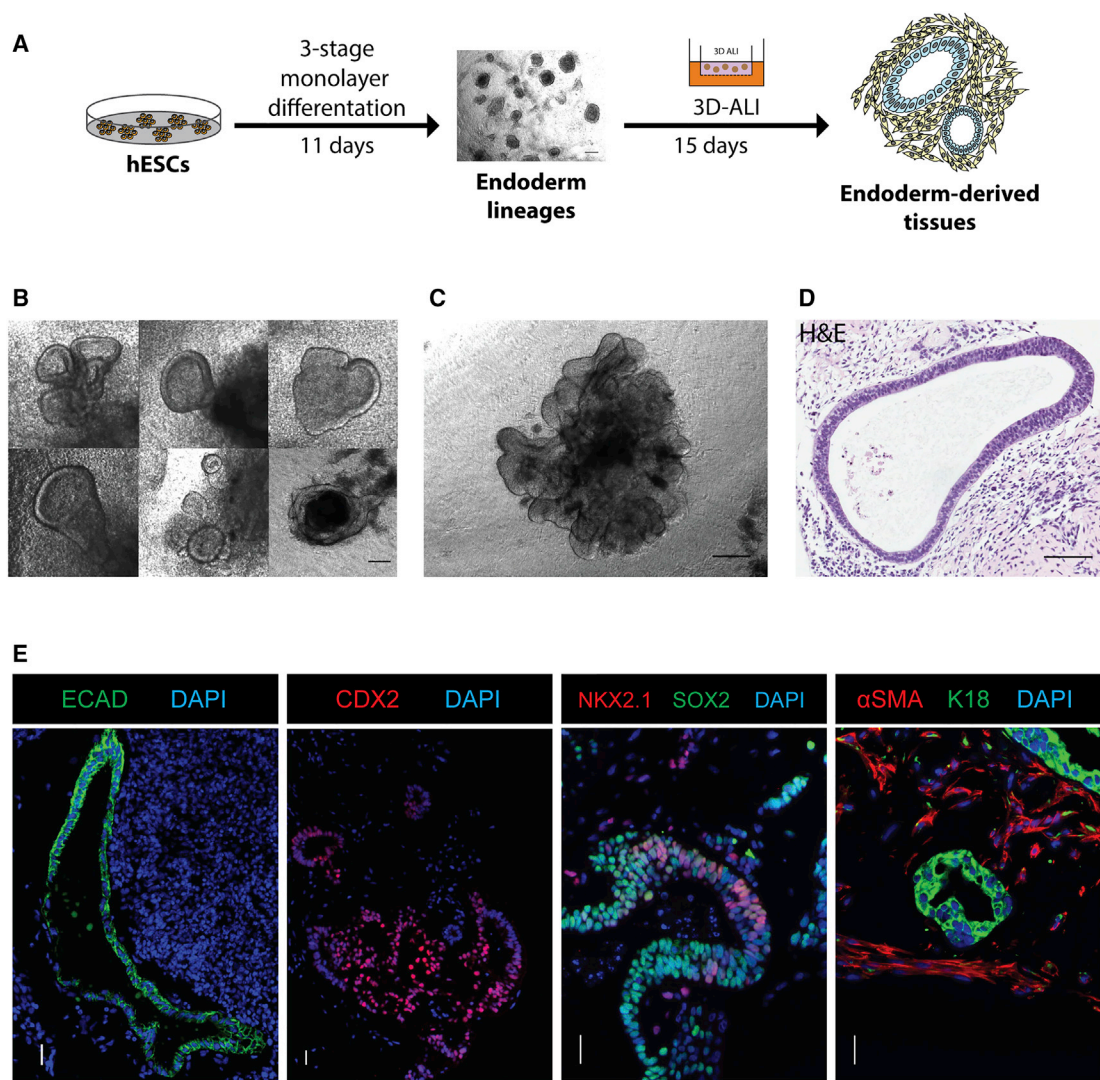 A
3-stage
monolayer
differentation
11 days
hESCs
Endoderm
lineages
3D ALI
3D-ALI
15 days
Endoderm-derived
tissues
B
C
D
H&E
E
ECAD DAPI
CDX2 DAPI
NKX2.1 SOX2 DAPI
αSMA K18 DAPI